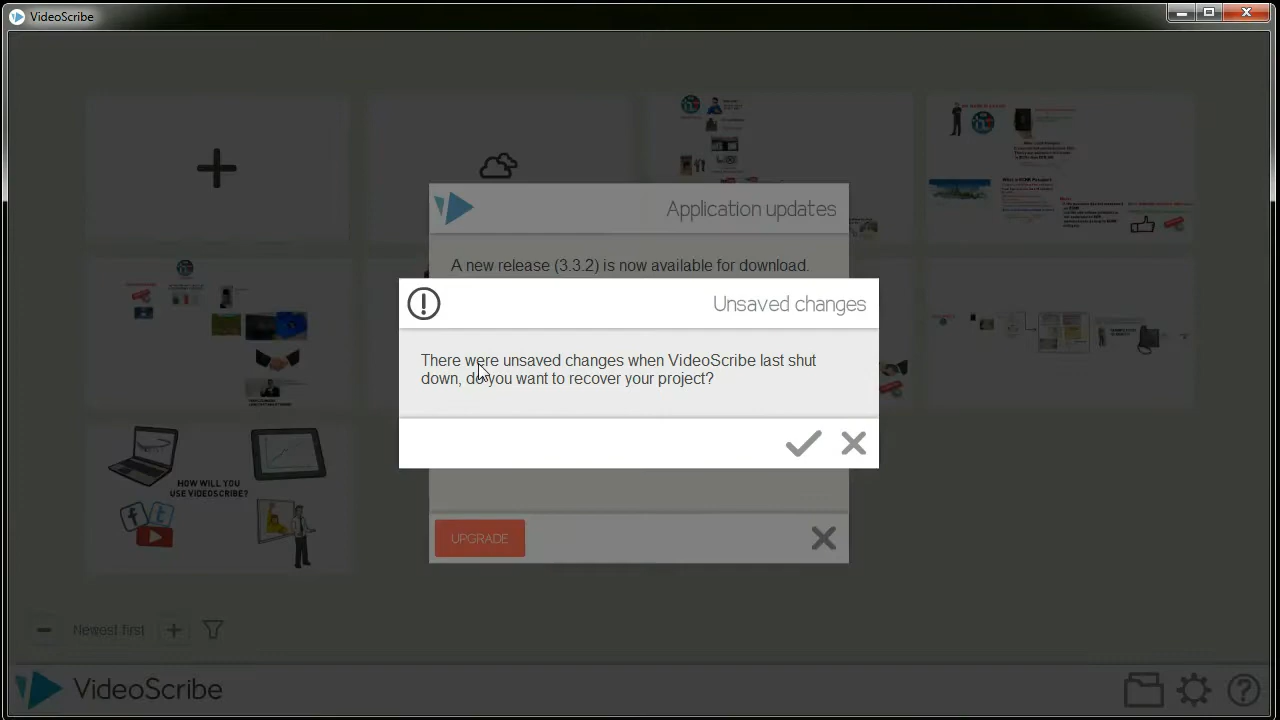 VideoScribe
Application updates
A new release (3.3.2) is now available for download.
Unsaved changes
There were unsaved changes when VideoScribe last shut
down, do you want to recover your project?
HOW WILL YOU
USE VIDEOSCRIBE?
UPGRADE
Newest first
VideoScribe